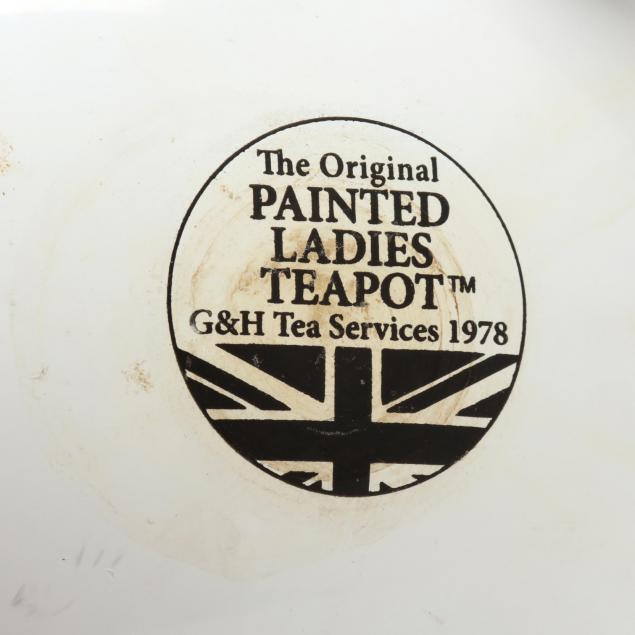 The Original
PAINTED
LADIES
TEAPOT™
G&H Tea Services 1978